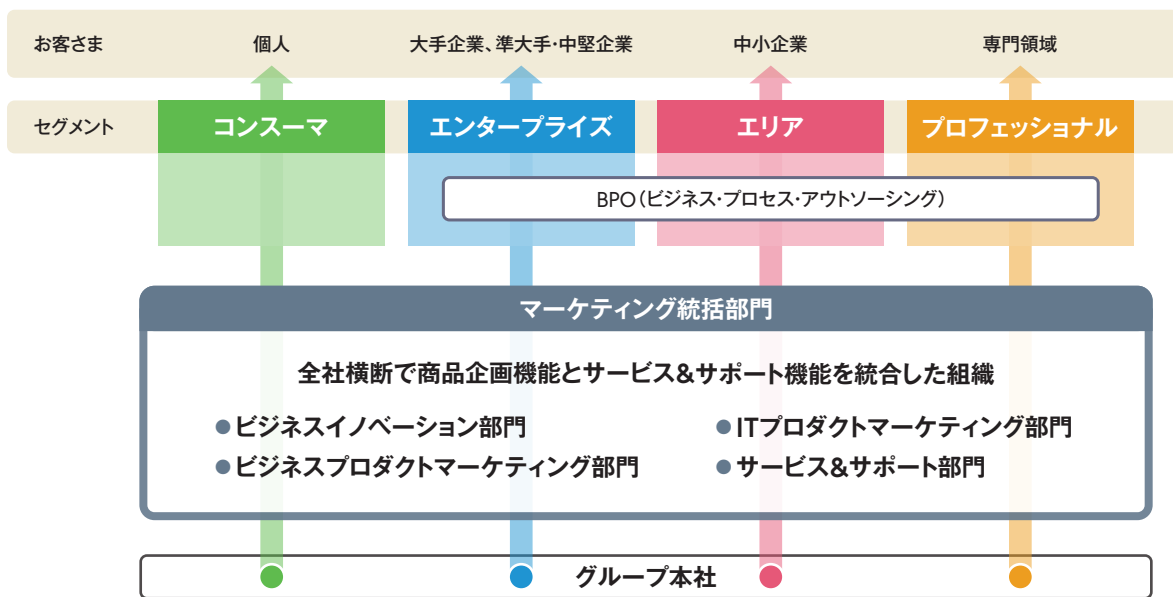 お客さま
個人
大手企業、準大手・中堅企業
中小企業
専門領域
セグメント
コンスーマ
エンタープライズ
エリア
プロフェッショナル
BPO（ビジネス・プロセス・アウトソーシング）
マーケティング統括部門
全社横断で商品企画機能とサービス&サポート機能を統合した組織
●ビジネスイノベーション部門
●ITプロダクトマーケティング部門
●ビジネスプロダクトマーケティング部門
●サービス&サポート部門
グループ本社